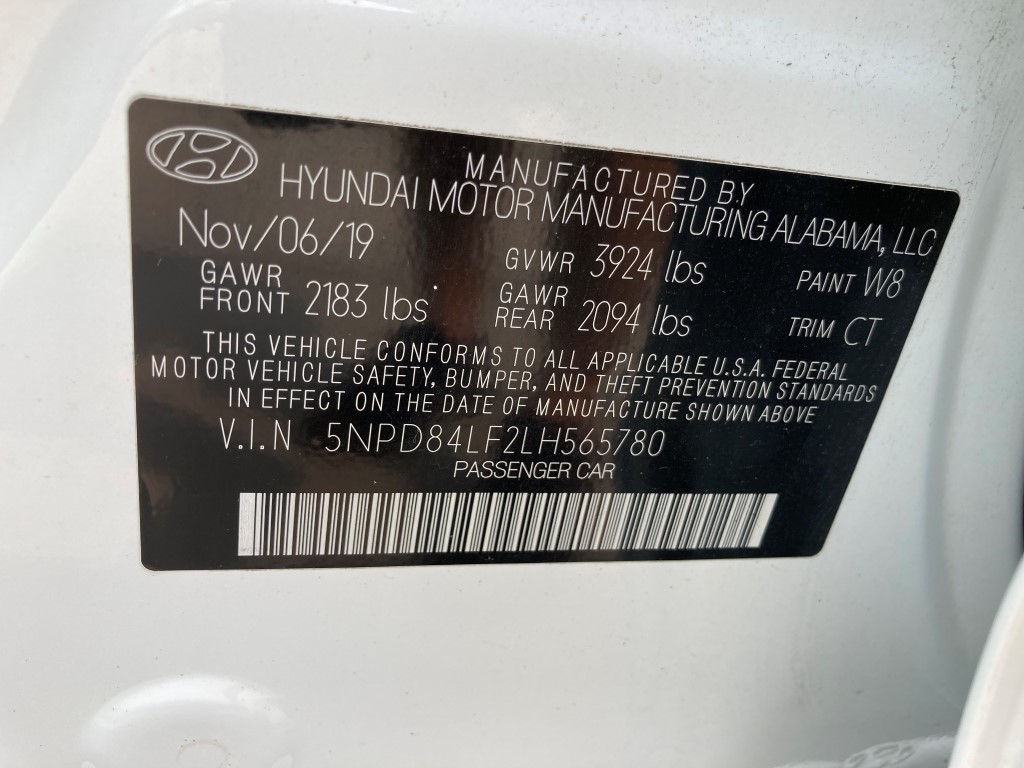 MANUFACTURED BY
HYUNDAI MOTOR MANUFACTURING ALABAMA, LLC
Nov/06/19 GVWR 3924 lbs PAINT W8
GAWR FRONT 2183 lbs GAWR REAR 2094 lbs TRIM CT
THIS VEHICLE CONFORMS TO ALL APPLICABLE U.S.A. FEDERAL
MOTOR VEHICLE SAFETY, BUMPER, AND THEFT PREVENTION STANDARDS
IN EFFECT ON THE DATE OF MANUFACTURE SHOWN ABOVE
V.I.N 5NPD84LF2LH565780
PASSENGER CAR